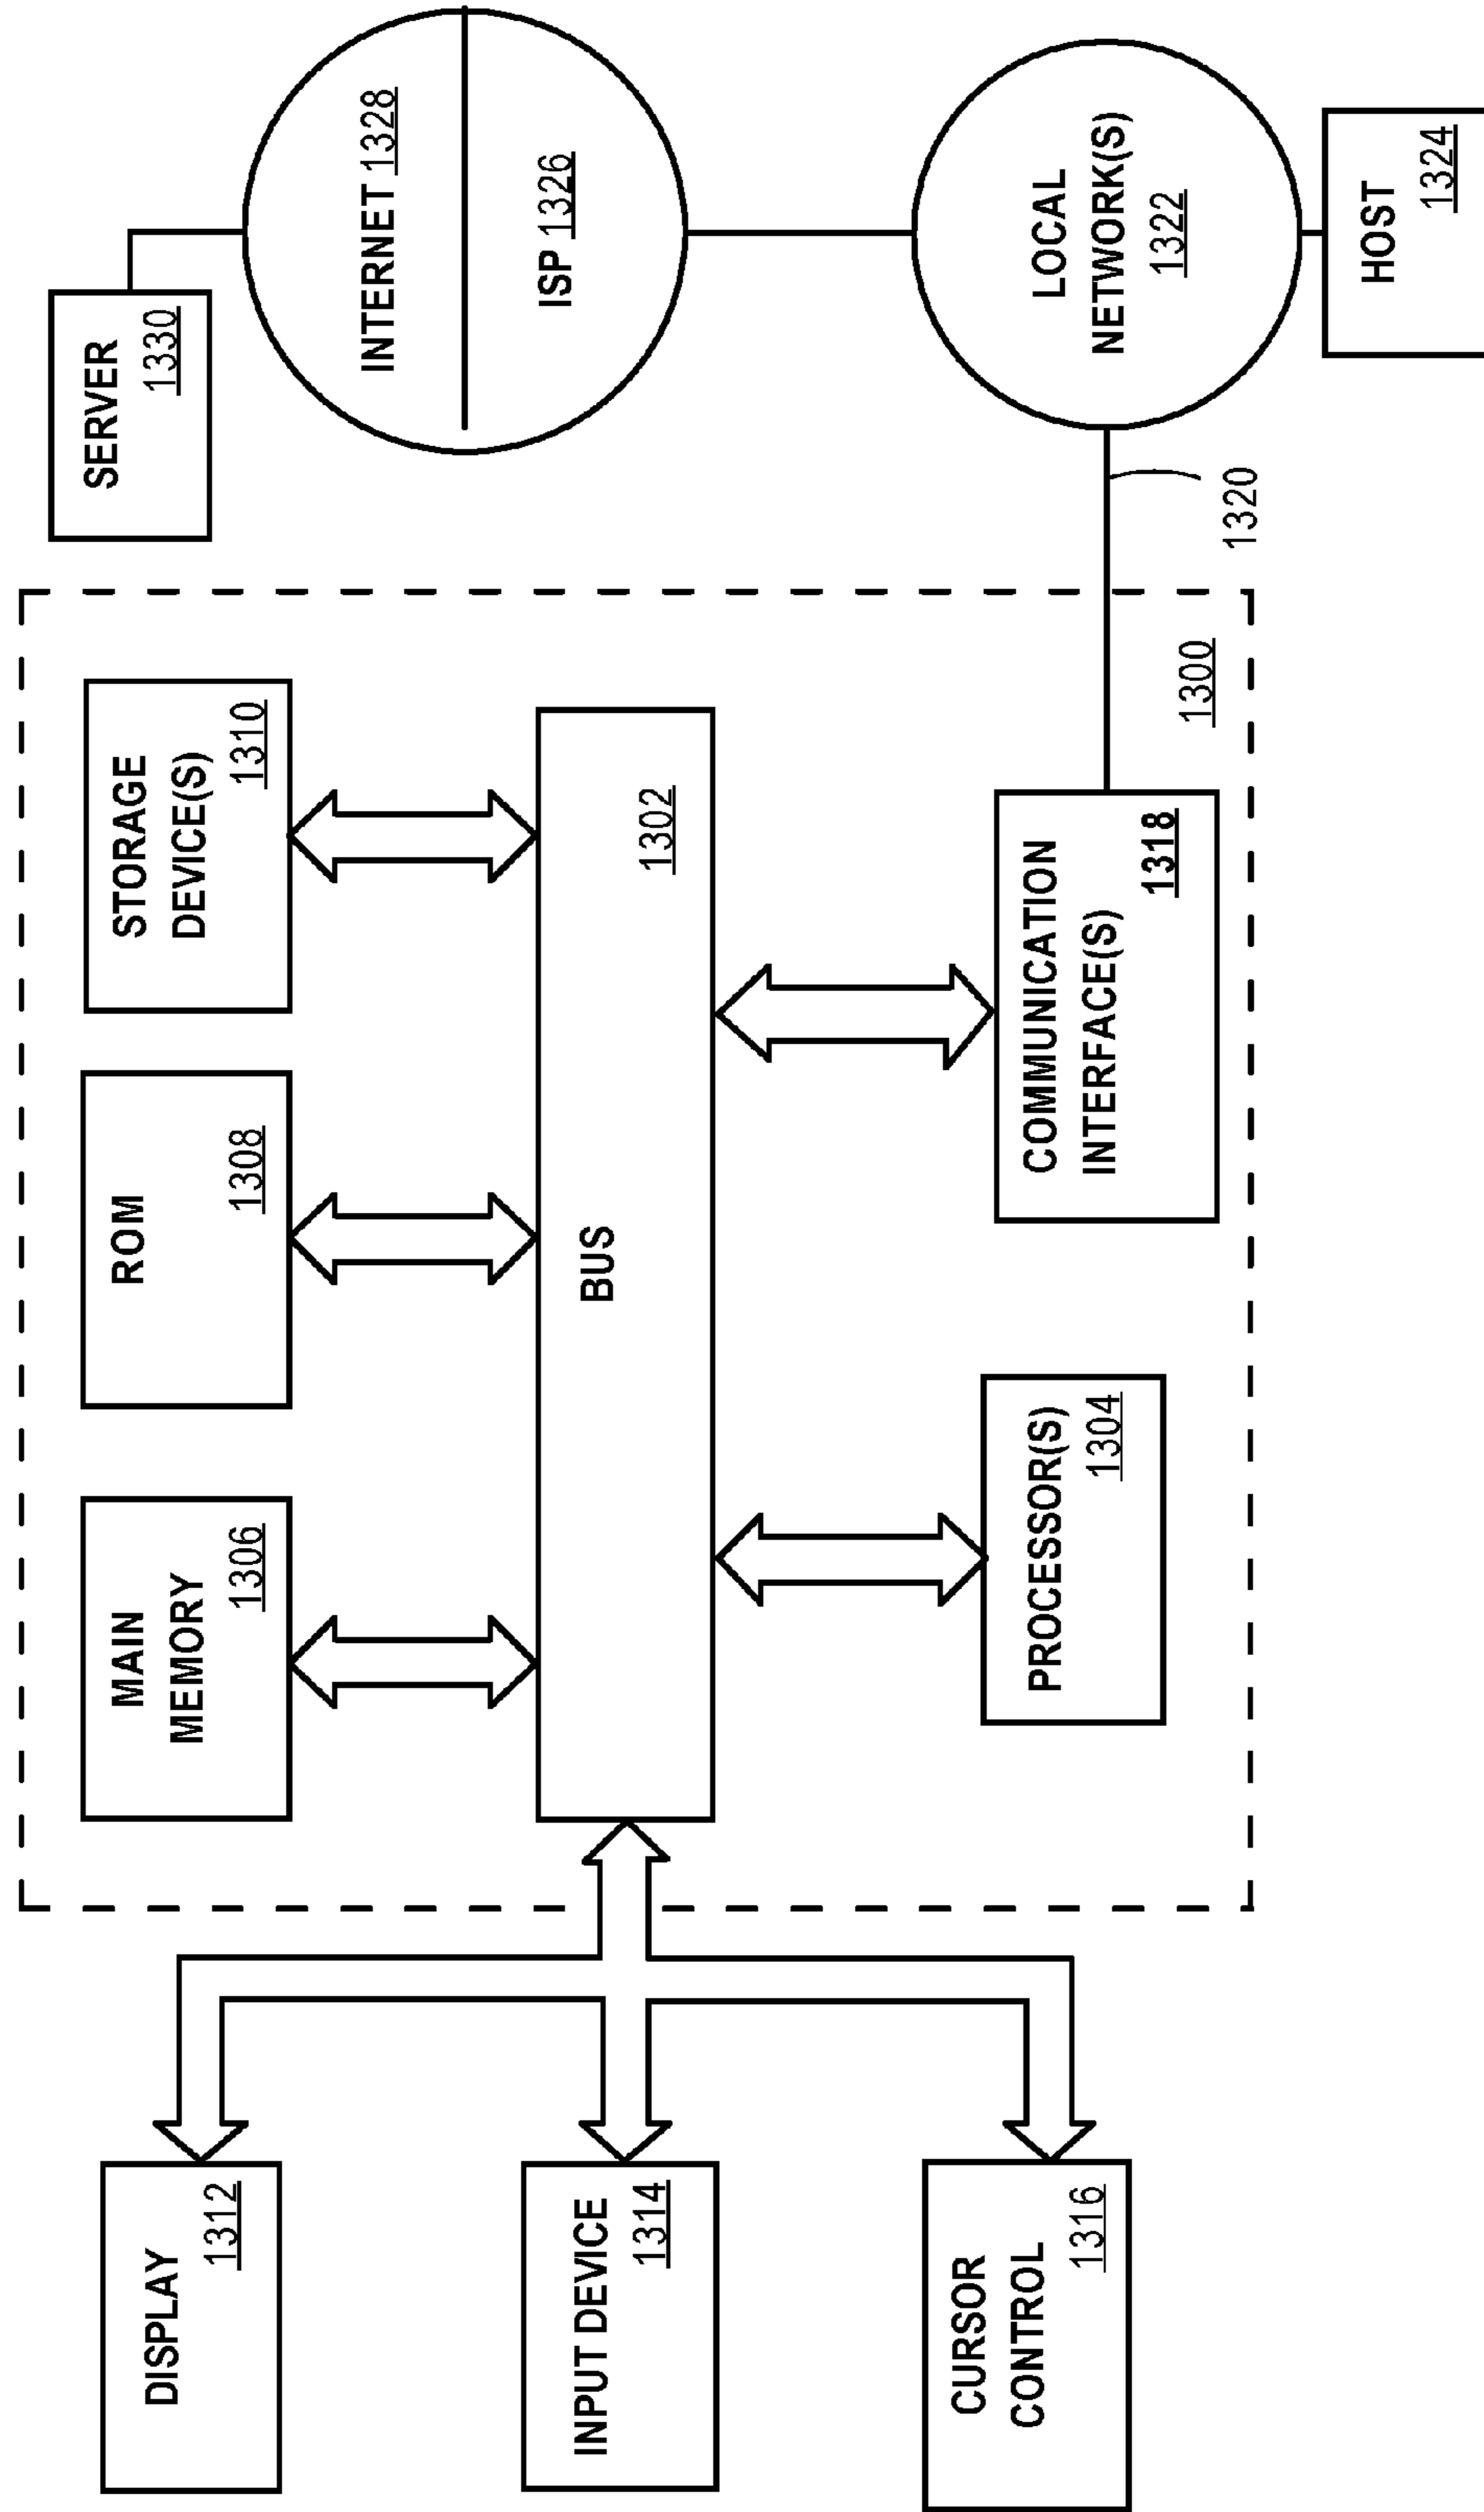 DISPLAY
1312
INPUT DEVICE
1314
CURSOR
CONTROL
1316
MAIN
MEMORY
1306
ROM
1308
STORAGE
DEVICE(S)
1310
BUS
1302
PROCESSOR(S)
1304
COMMUNICATION
INTERFACE(S)
1318
1300
1320
SERVER
1330
INTERNET 1328
ISP 1326
LOCAL
NETWORK(S)
1322
HOST
1324